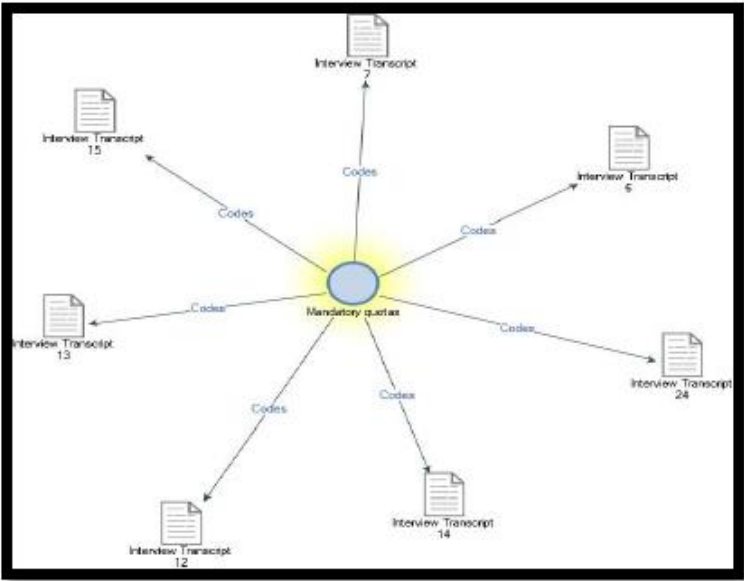 Interview Transcript
7
Interview Transcript
15
Interview Transcript
6
Codes
Codes
Codes
Mandatory quotas
Codes
Codes
Interview Transcript
13
Interview Transcript
24
Codes
Codes
Interview Transcript
14
Interview Transcript
12